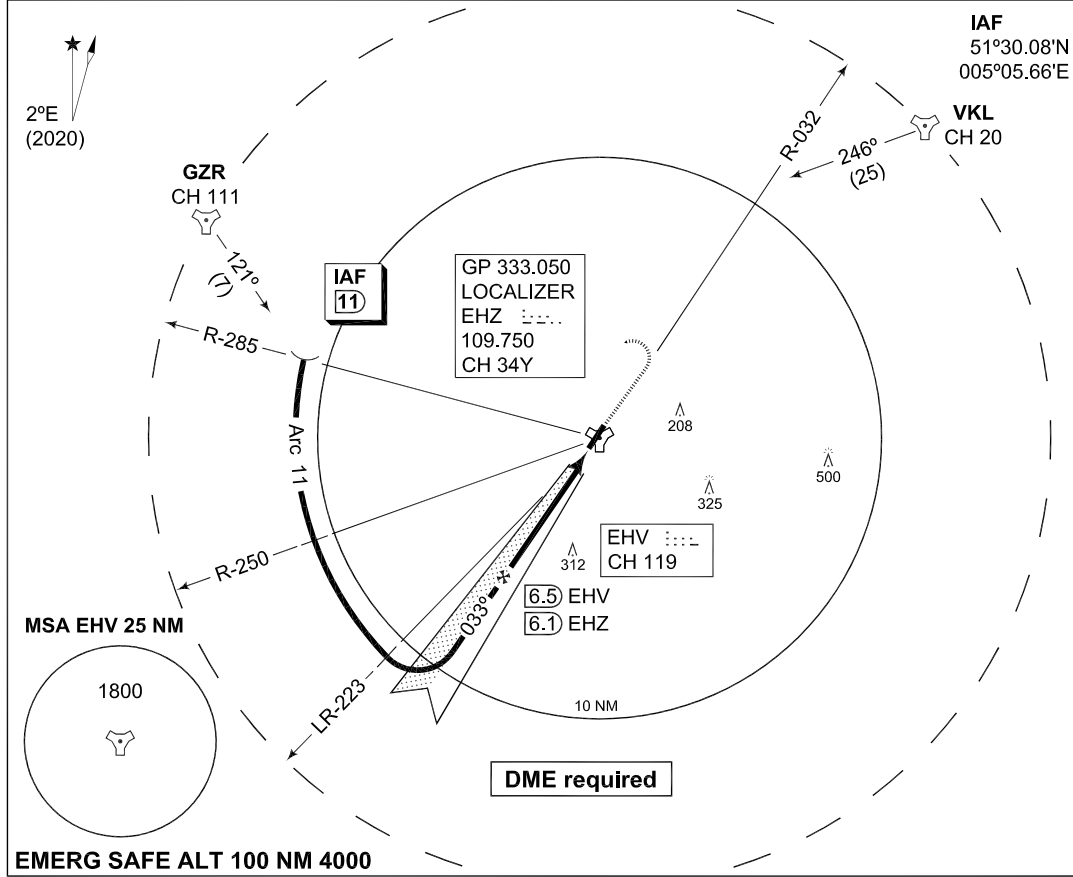 IAF
51º30.08'N
005º05.66'E
2ºE
(2020)
VKL
CH 20
246º
(25)
R-032
GZR
CH 111
121º
(7)
IAF
11
GP 333.050
LOCALIZER
EHZ
109.750
CH 34Y
R-285
Arc 11
208
500
325
R-250
312
EHV
CH 119
6.5 EHV
6.1 EHZ
033º
LR-223
MSA EHV 25 NM
1800
10 NM
DME required
EMERG SAFE ALT 100 NM 4000